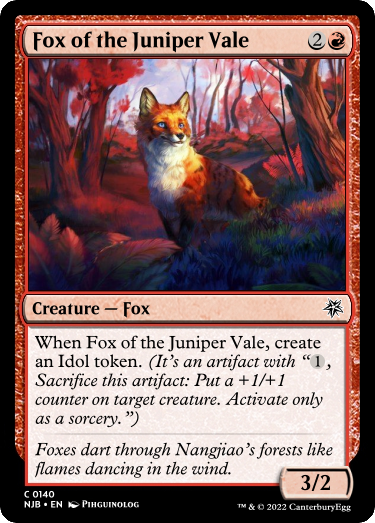 Fox of the Juniper Vale 2
Creature — Fox
When Fox of the Juniper Vale, create
an Idol token. (It's an artifact with “1,
Sacrifice this artifact: Put a +1/+1
counter on target creature. Activate only
as a sorcery.”)
Foxes dart through Nangjiao's forests like
flames dancing in the wind.
3/2
C 0140
NJB • EN Pihguinolog
™ & © 2022 CanterburyEgg